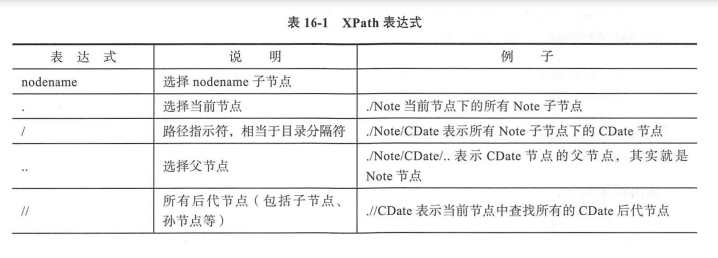 表 16-1 XPath 表达式
表 达 式 说 明 例 子
nodename 选择 nodename 子节点
. 选择当前节点 ./Note 当前节点下的所有 Note 子节点
/ 路径指示符，相当于目录分隔符 ./Note/CDate 表示所有 Note 子节点下的 CDate 节点
.. 选择父节点 ./Note/CDate/.. 表示 CDate 节点的父节点，其实就是
Note 节点
// 所有后代节点（包括子节点、
孙节点等） .//CDate 表示当前节点中查找所有的 CDate 后代节点